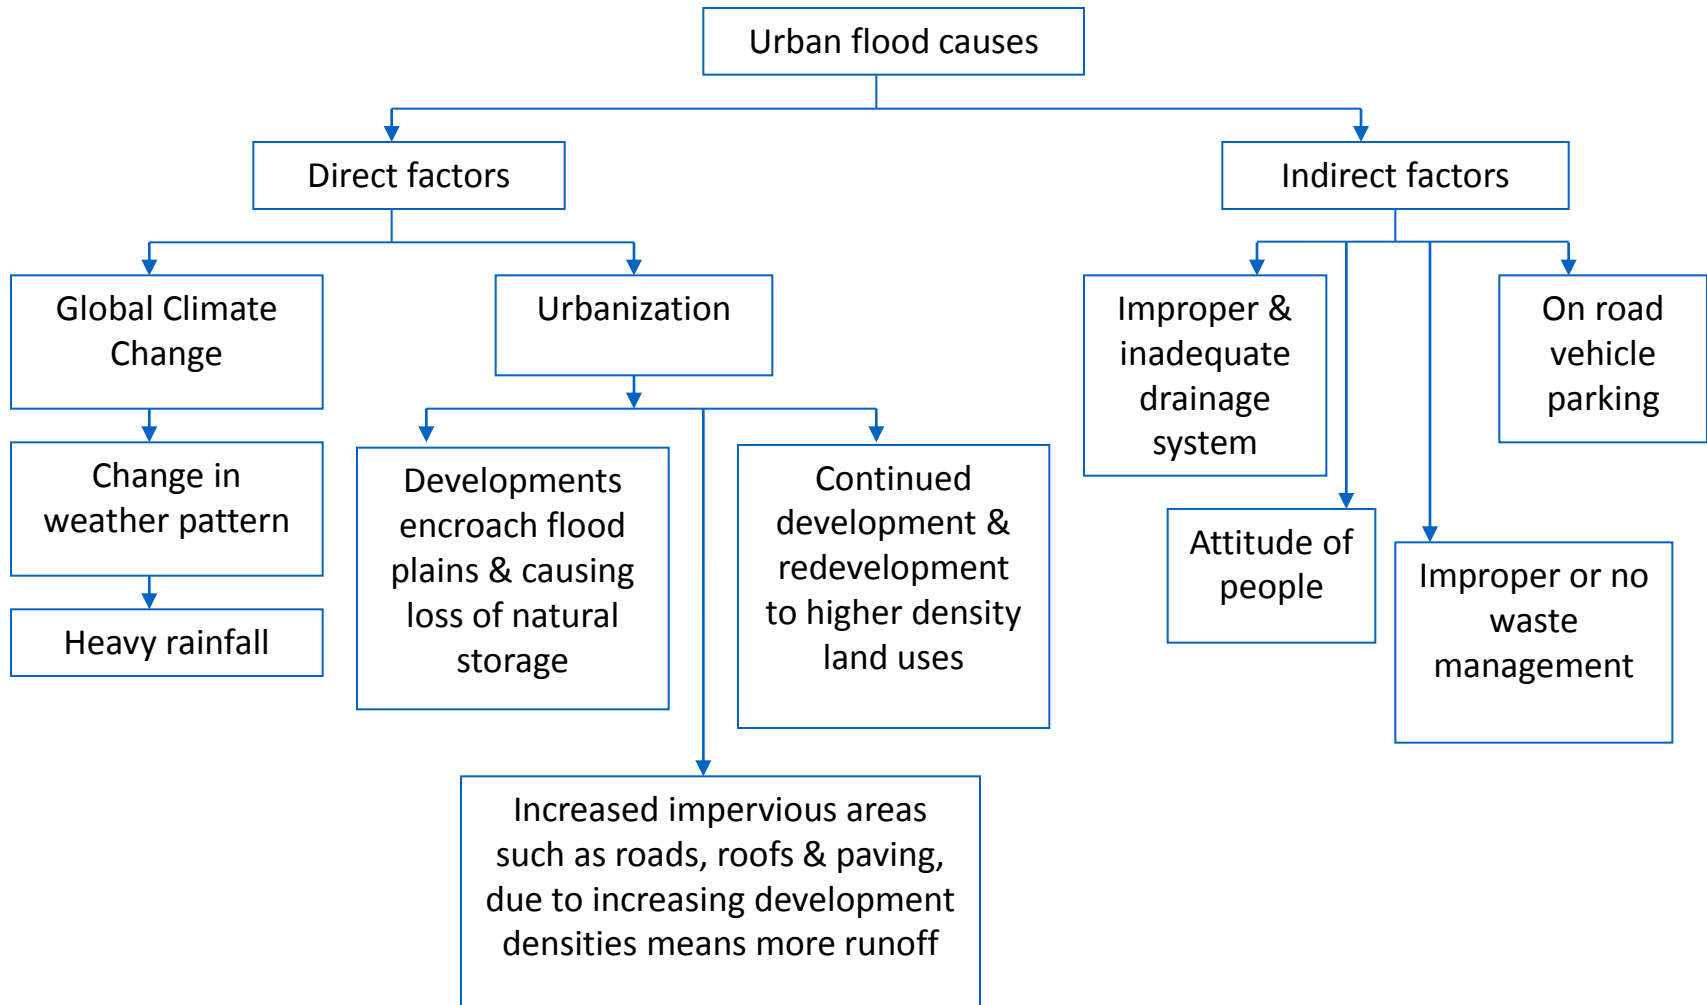 Urban flood causes
Direct factors
Indirect factors
Global Climate
Change
Urbanization
Improper &
inadequate
drainage
system
On road
vehicle
parking
Change in
weather pattern
Developments
encroach flood
plains & causing
loss of natural
storage
Continued
development &
redevelopment
to higher density
land uses
Attitude of
people
Improper or no
waste
management
Heavy rainfall
Increased impervious areas
such as roads, roofs & paving,
due to increasing development
densities means more runoff